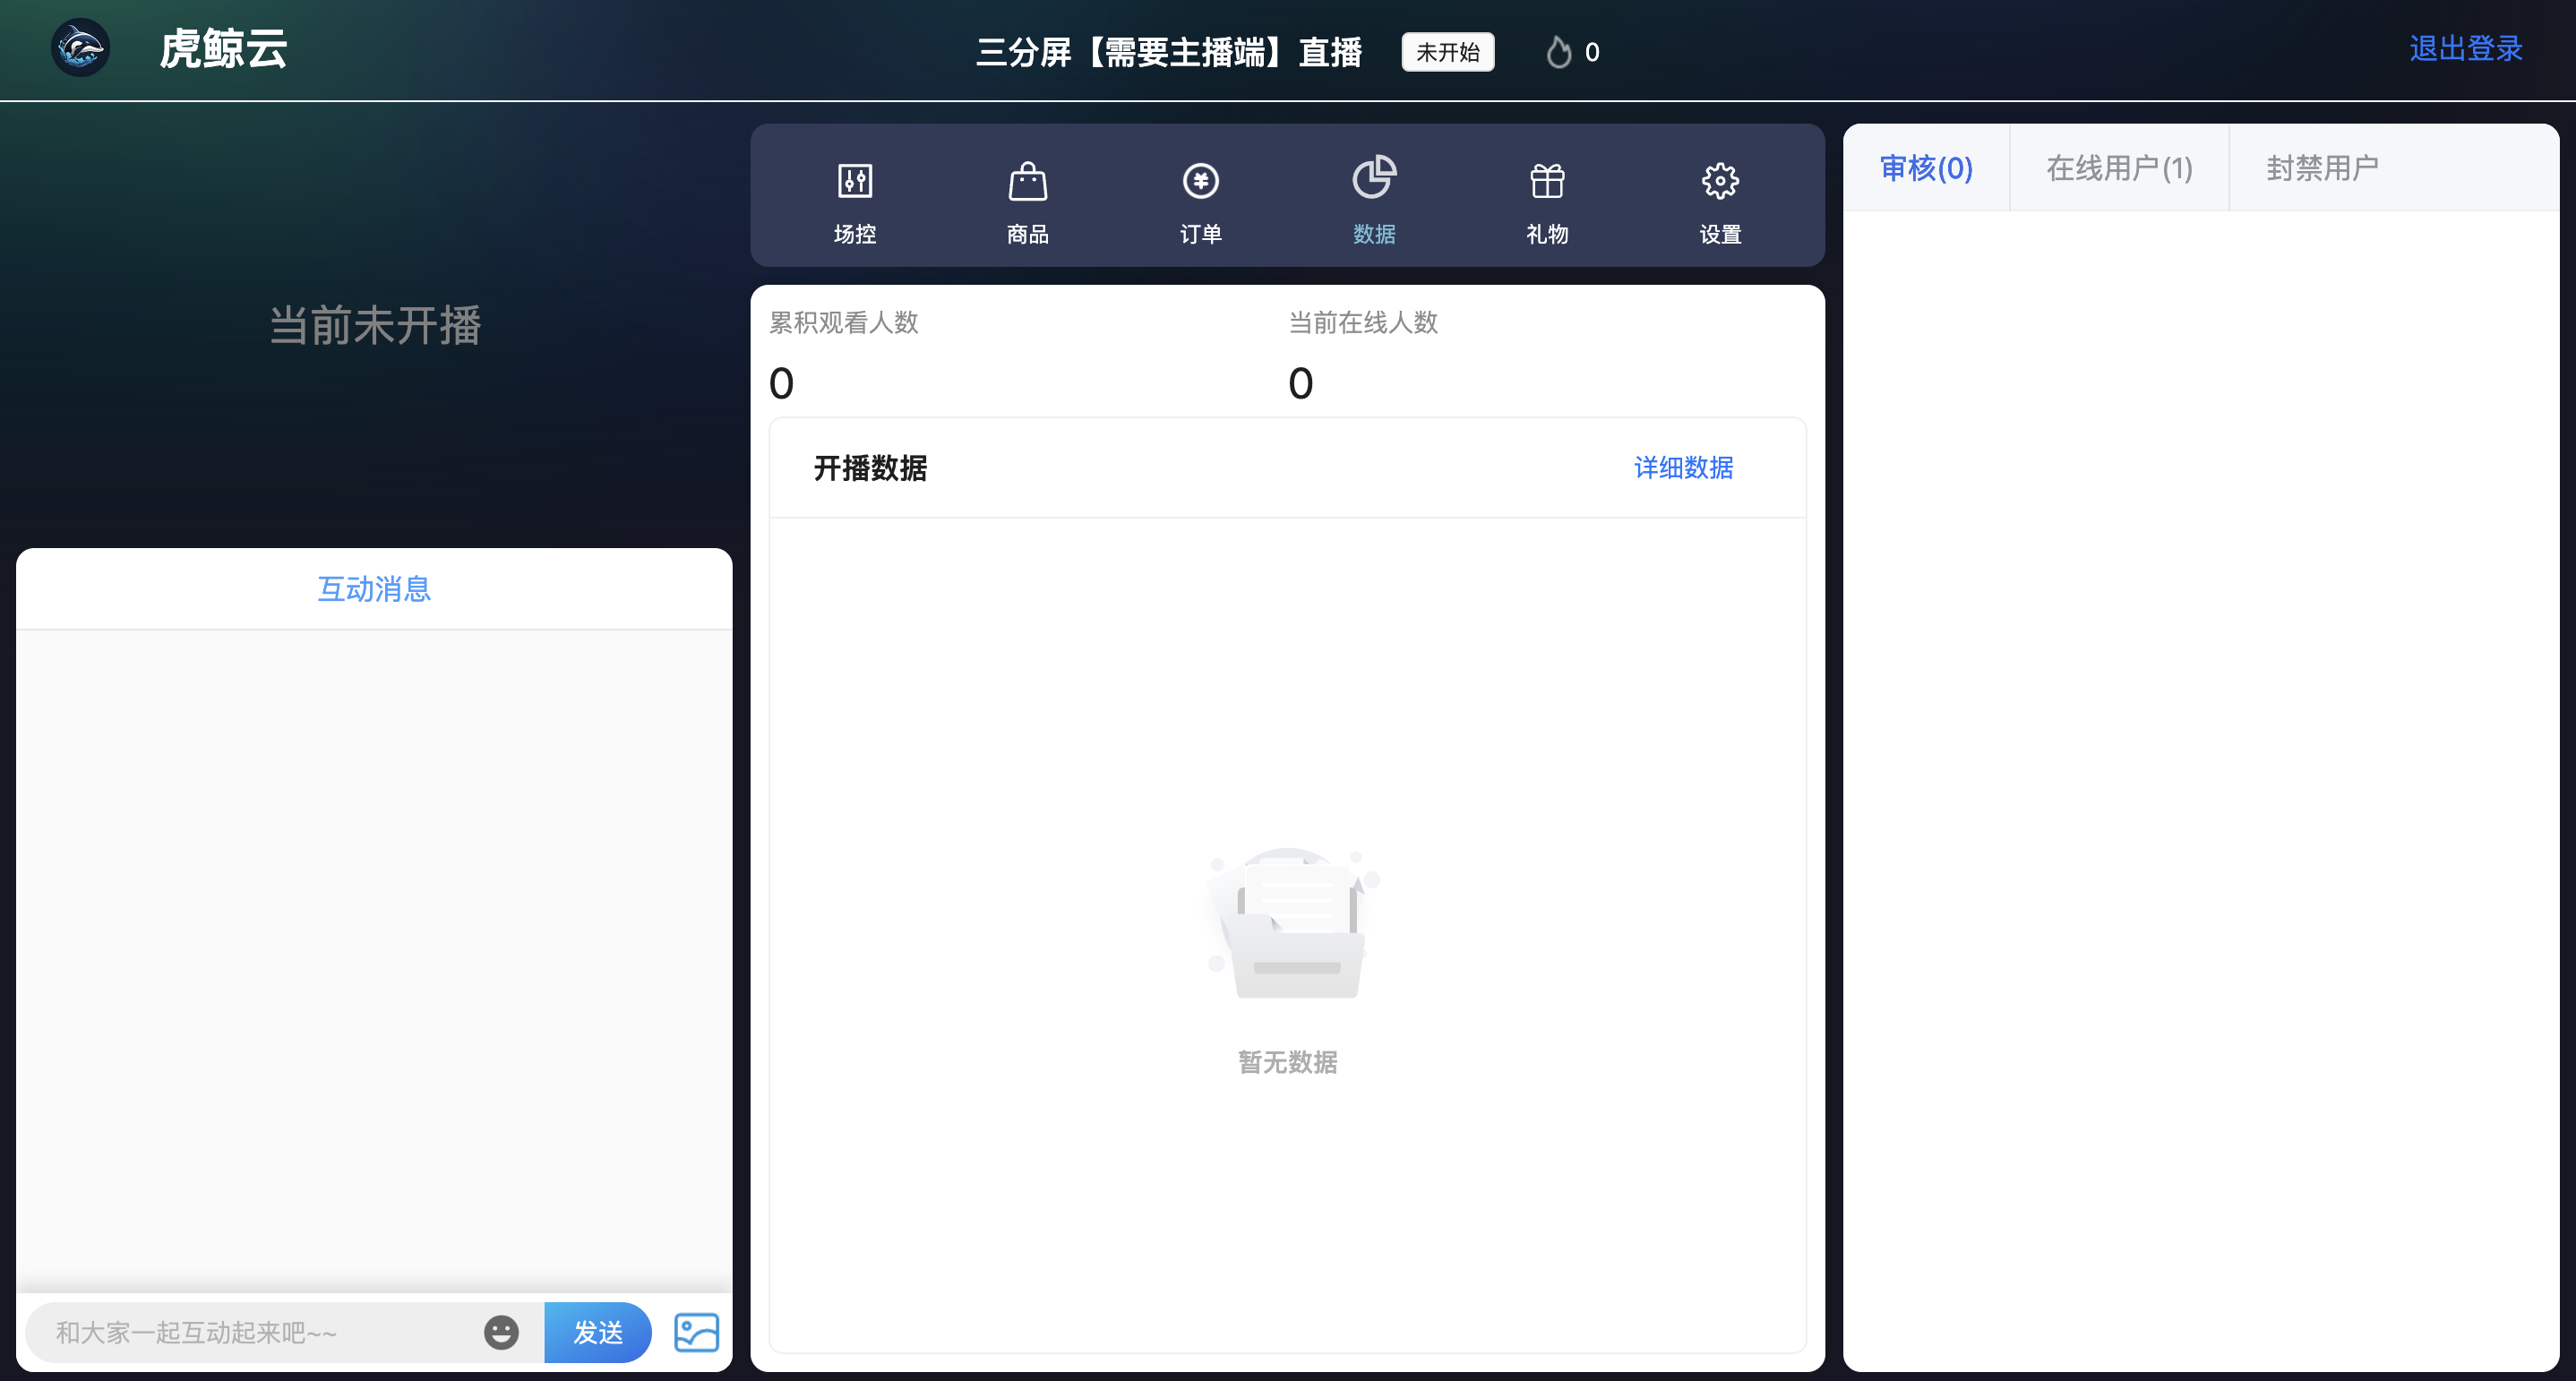 虎鲸云
三分屏【需要主播端】直播
未开始
0
退出登录
当前未开播
场控
商品
订单
数据
礼物
设置
审核(0)
在线用户(1)
封禁用户
累积观看人数
当前在线人数
0
0
开播数据
详细数据
暂无数据
互动消息
和大家一起互动起来吧~~
发送